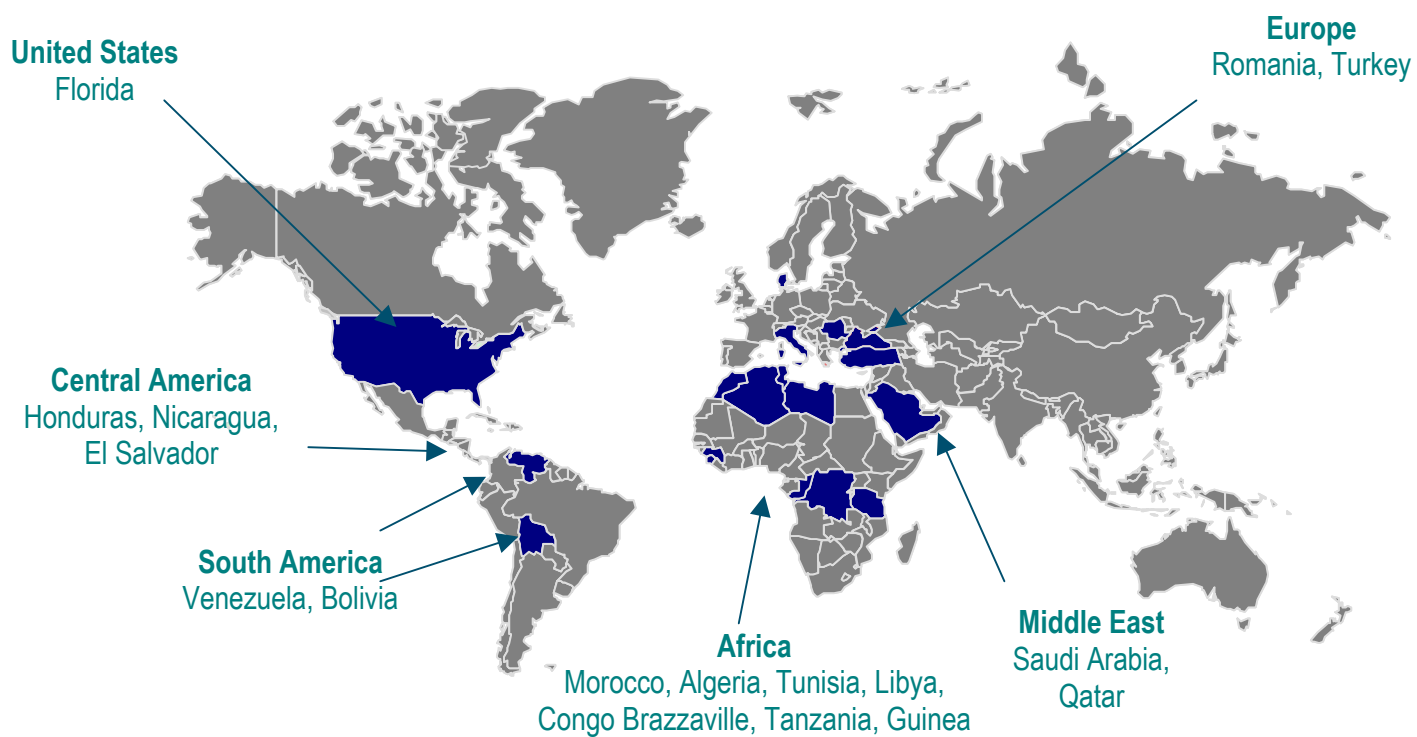 United States
Florida
Europe
Romania, Turkey
Central America
Honduras, Nicaragua,
El Salvador
South America
Venezuela, Bolivia
Africa
Morocco, Algeria, Tunisia, Libya,
Congo Brazzaville, Tanzania, Guinea
Middle East
Saudi Arabia,
Qatar